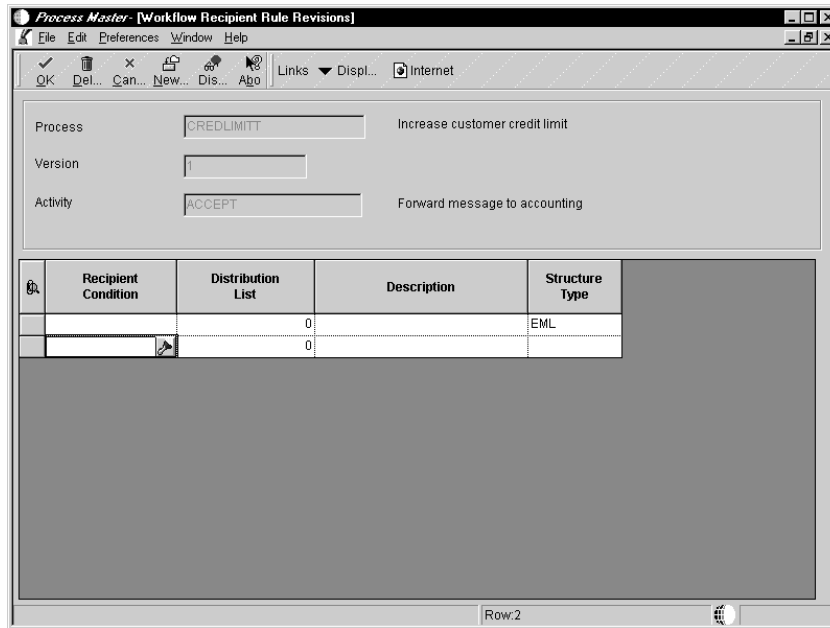 Process Master - [Workflow Recipient Rule Revisions]
File Edit Preferences Window Help
OK Del... Can... New... Dis... Abo Links Displ... Internet
Process CREDLIMITT Increase customer credit limit
Version 1
Activity ACCEPT Forward message to accounting
Recipient Condition Distribution List Description Structure Type
0 EML
0
Row:2